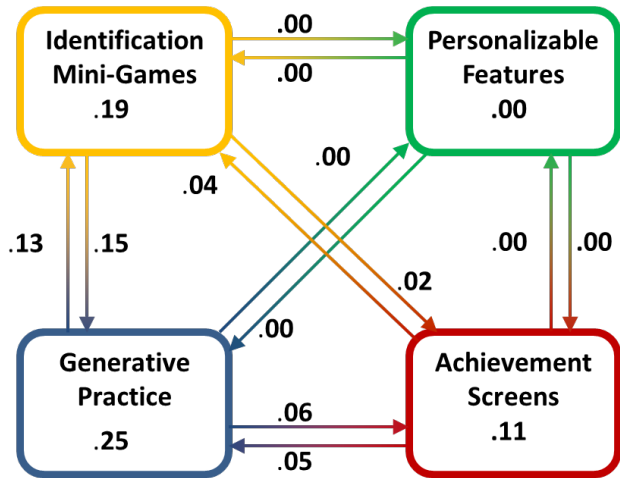 Identification
Mini-Games
.19
.00
.00
Personalizable
Features
.00
.04
.00
.13
.15
.00
.00
.02
.00
Generative
Practice
.25
.06
.05
Achievement
Screens
.11